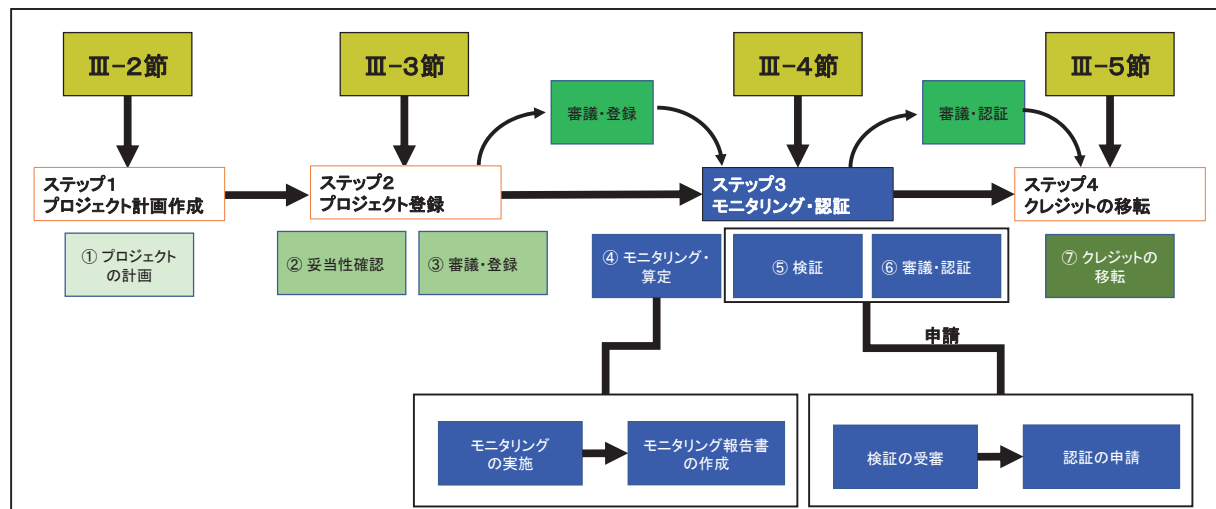 Ⅲ-2節
Ⅲ-3節
Ⅲ-4節
Ⅲ-5節
審議・登録
審議・認証
ステップ1
プロジェクト計画作成
ステップ2
プロジェクト登録
ステップ3
モニタリング・認証
ステップ4
クレジットの移転
① プロジェクト
の計画
② 妥当性確認
③ 審議・登録
④ モニタリング・
算定
⑤ 検証
⑥ 審議・認証
⑦ クレジットの
移転
申請
モニタリング
の実施
モニタリング報告書
の作成
検証の受審
認証の申請